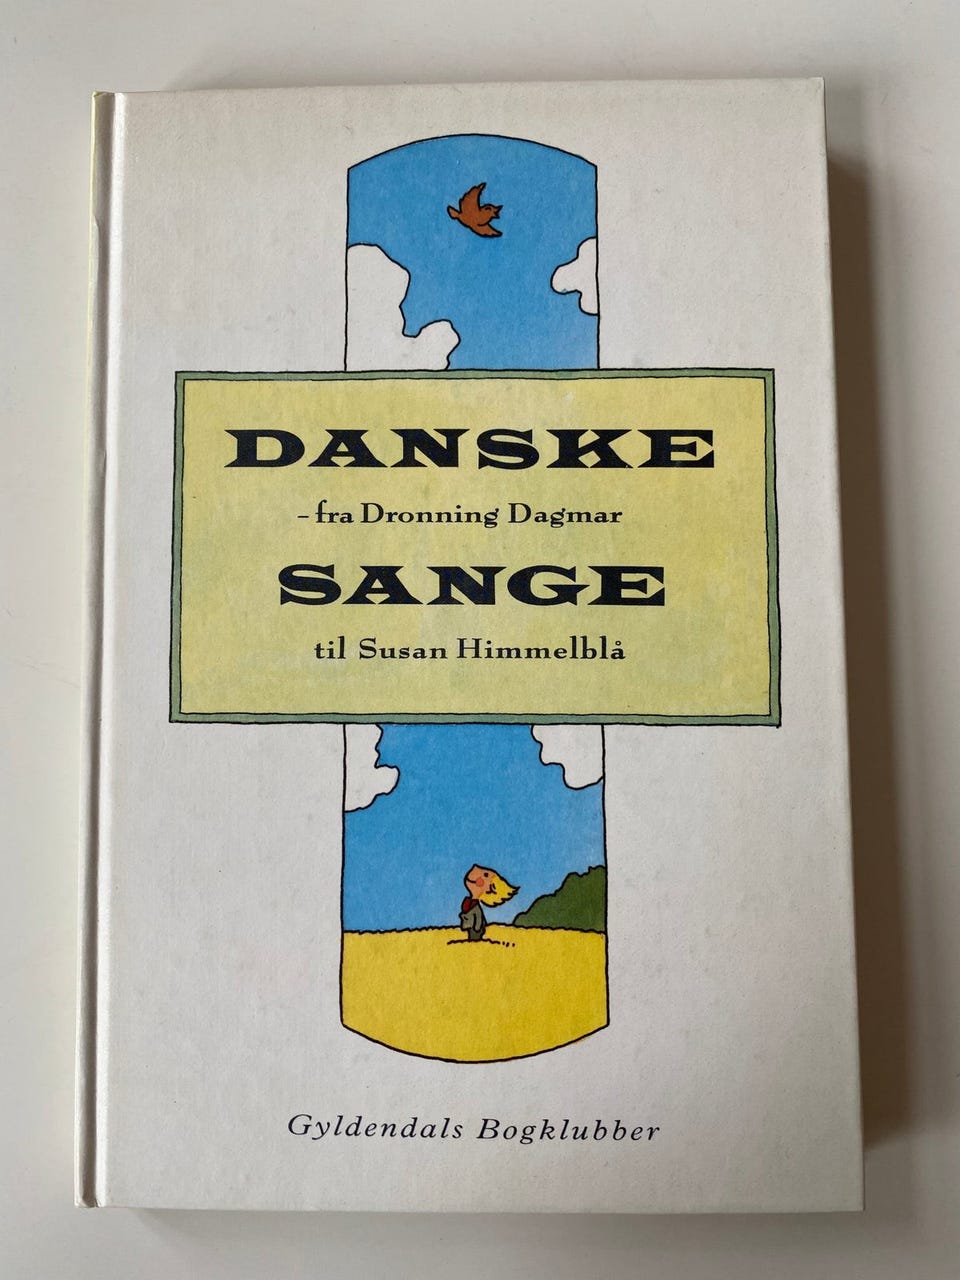 DANSKE
- fra Dronning Dagmar
SANGE
til Susan Himmelblå
Gyldendals Bogklubber